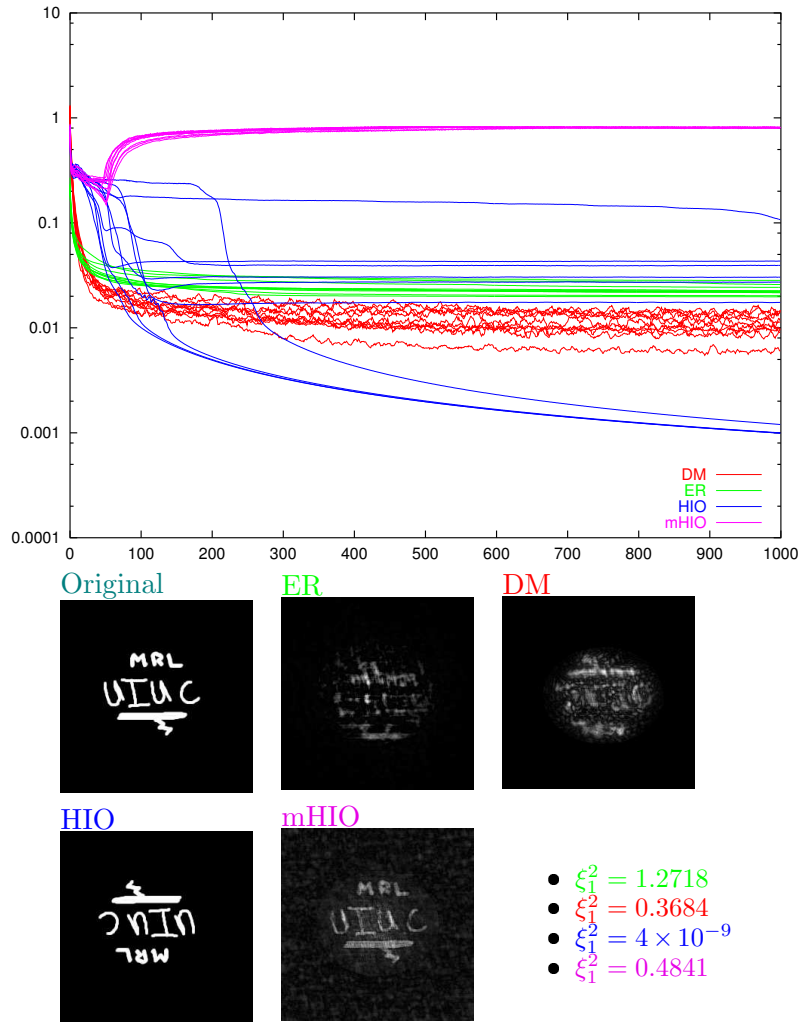 10
1
0.1
0.01
0.001
0.0001
DM
ER
HIO
mHIO
0 100 200 300 400 500 600 700 800 900 1000
Original ER DM
MRL
UIUC
HIO mHIO
UIUC
MRL
MRL
UIUC
ξ₁² = 1.2718
ξ₁² = 0.3684
ξ₁² = 4 × 10⁻⁹
ξ₁² = 0.4841